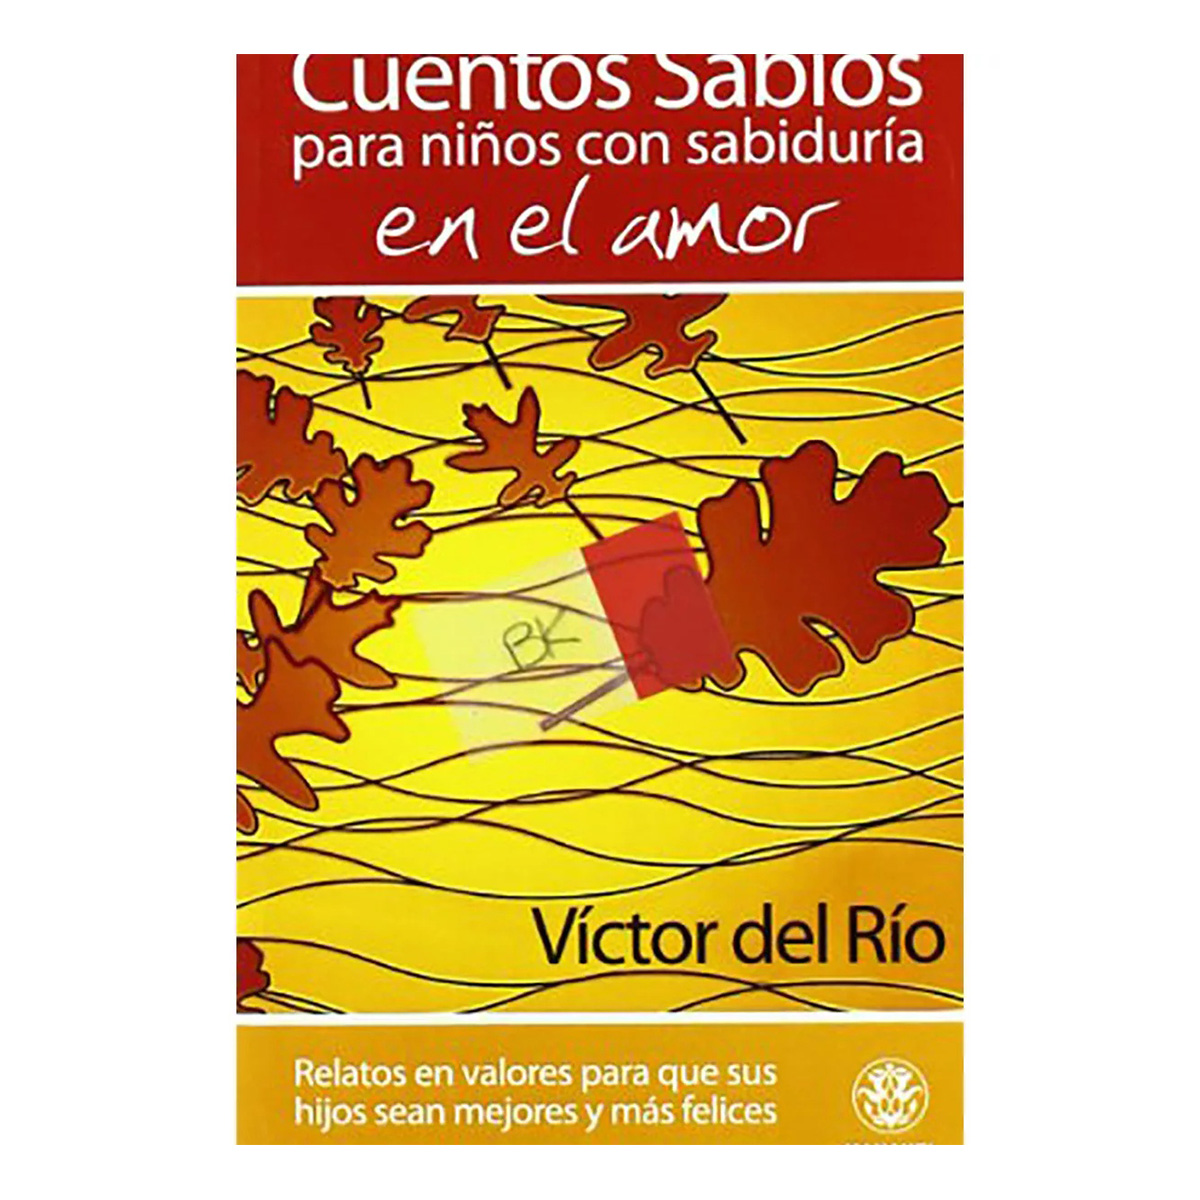 Cuentos Sabios
para niños con sabiduría
en el amor
BK
Víctor del Río
Relatos en valores para que sus
hijos sean mejores y más felices